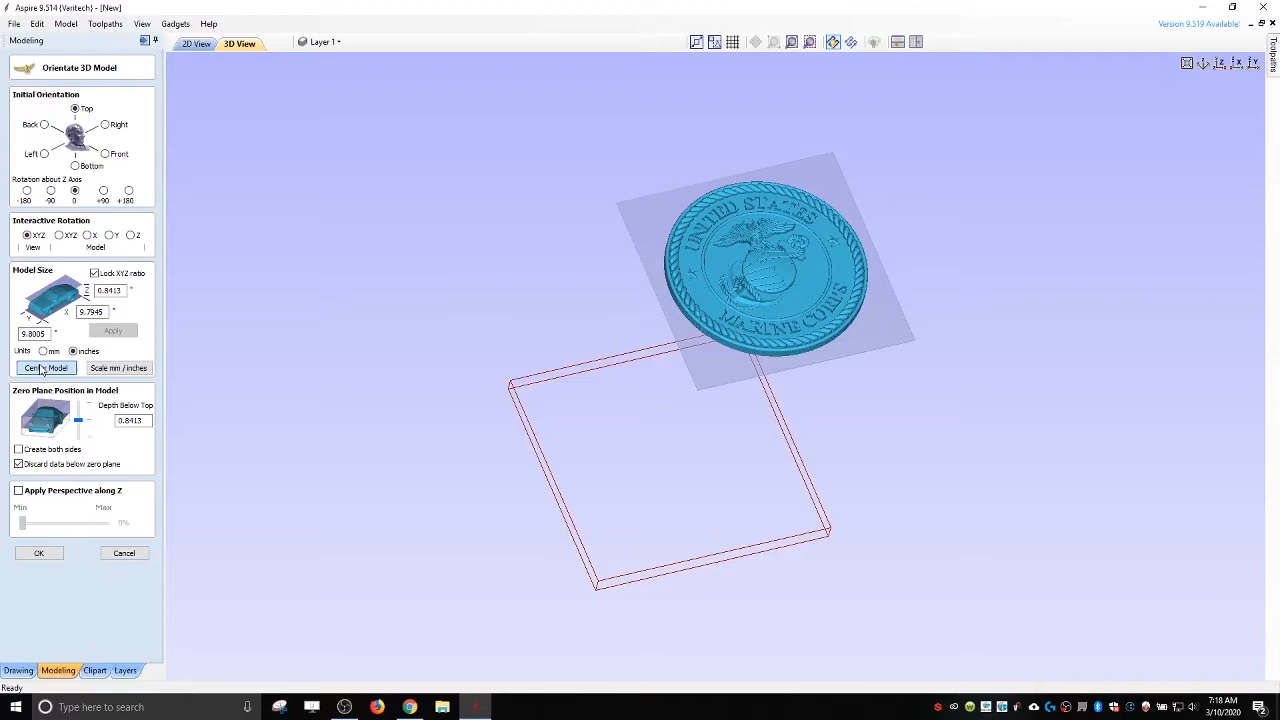 Aspire 9.514 {Varitech} - [New]
File Edit Model Toolpaths View Gadgets Help
Version 9.519 Available!
Modeling
2D View 3D View Layer 1
Toolpaths
Orientate 3D Model
Initial Orientation
Top
Back Right
Left Front
Bottom
Rotation about Z Axis
-180 -90 0 +90 +180
Interactive Rotation
XYZ XYZ X Y Z
View Model
Model Size
Lock XYZ ratio
Z 0.8413 "
Y X 9.7945 "
9.8005 " Apply
Units mm inches
Center Model Scale mm / inches
Zero Plane Position in Model
Depth Below Top
0.8413
Create both sides
Discard data below zero plane
Apply Perspective along Z
Min Max
0%
OK Cancel
UNITED STATES
MARINE CORPS
Drawing Modeling Clipart Layers
Ready
Type here to search
7:18 AM
3/10/2020